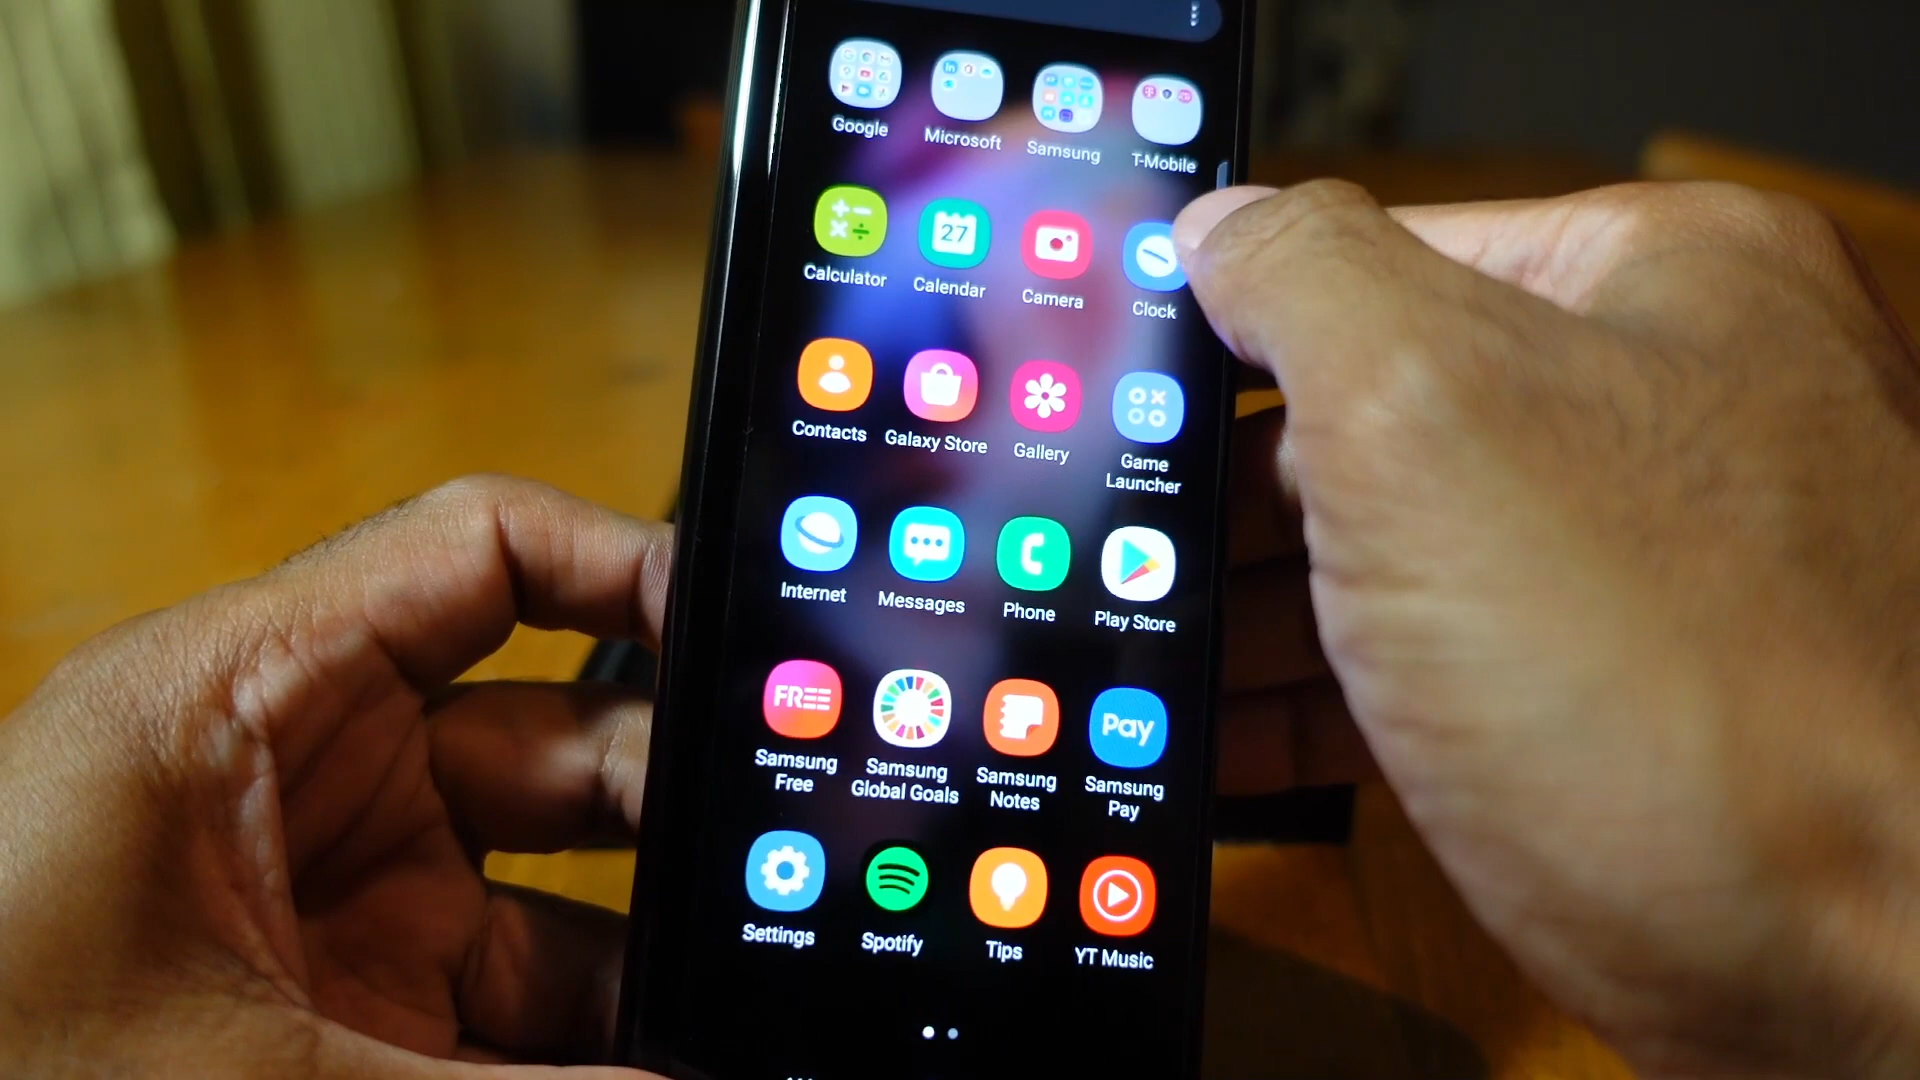 Google Microsoft Samsung T-Mobile
27
Calculator Calendar Camera Clock
Contacts Galaxy Store Gallery Game
Launcher
Internet Messages Phone Play Store
FREE
Pay
Samsung Samsung Samsung Samsung
Free Global Goals Notes Pay
Settings Spotify Tips YT Music